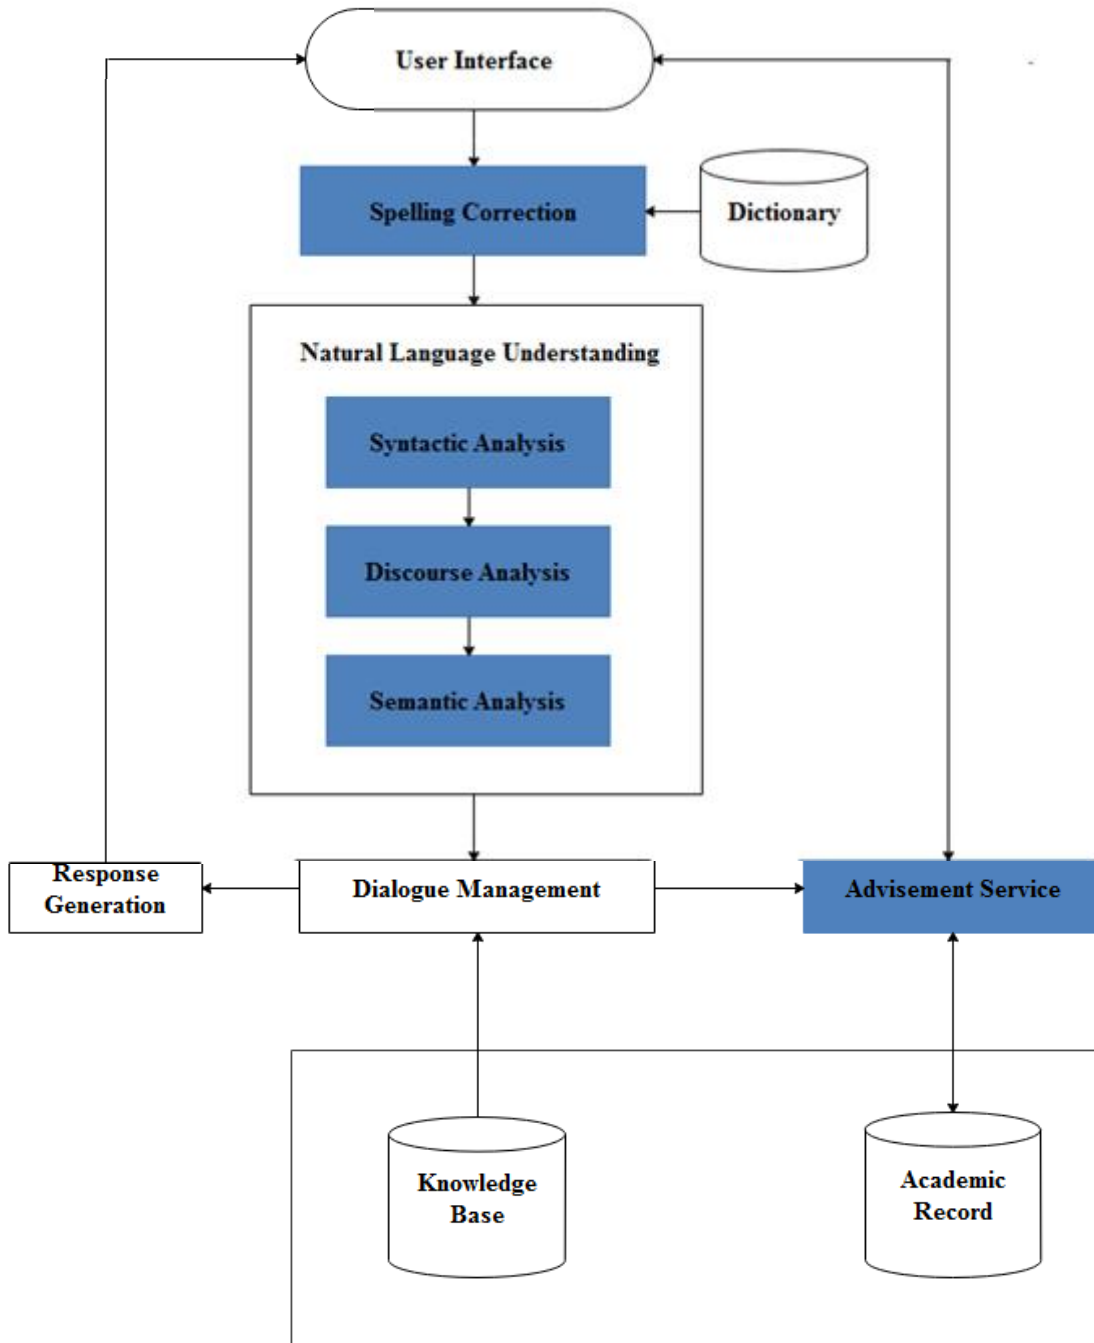 User Interface
Spelling Correction
Dictionary
Natural Language Understanding
Syntactic Analysis
Discourse Analysis
Semantic Analysis
Response
Generation
Dialogue Management
Advisement Service
Knowledge
Base
Academic
Record